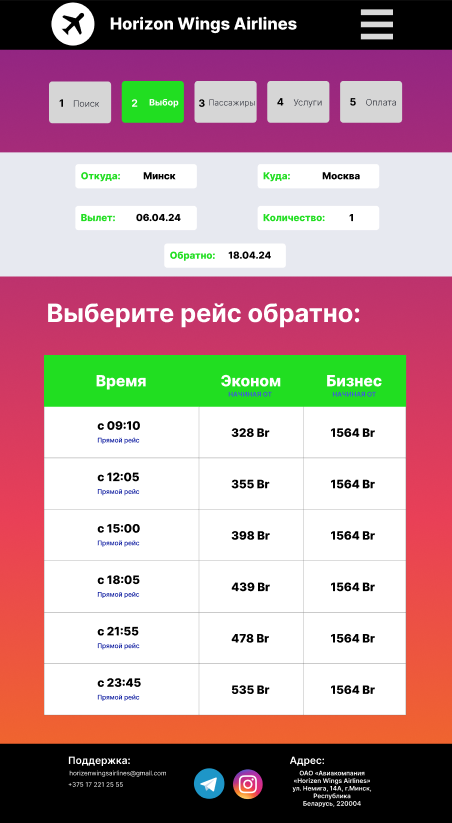 Horizon Wings Airlines
1 Поиск 2 Выбор 3 Пассажиры 4 Услуги 5 Оплата
Откуда: Минск Куда: Москва
Вылет: 06.04.24 Количество: 1
Обратно: 18.04.24
Выберите рейс обратно:
Время Эконом Бизнес
НАЧИНАЯ ОТ НАЧИНАЯ ОТ
с 09:10 328 Br 1564 Br
Прямой рейс
с 12:05 355 Br 1564 Br
Прямой рейс
с 15:00 398 Br 1564 Br
Прямой рейс
с 18:05 439 Br 1564 Br
Прямой рейс
с 21:55 478 Br 1564 Br
Прямой рейс
с 23:45 535 Br 1564 Br
Прямой рейс
Поддержка:
horizenwingsairlines@gmail.com
+375 17 221 25 55
Адрес:
ОАО «Авиакомпания
«Horizen Wings Airlines»
ул. Немига, 14А, г.Минск,
Республика
Беларусь, 220004